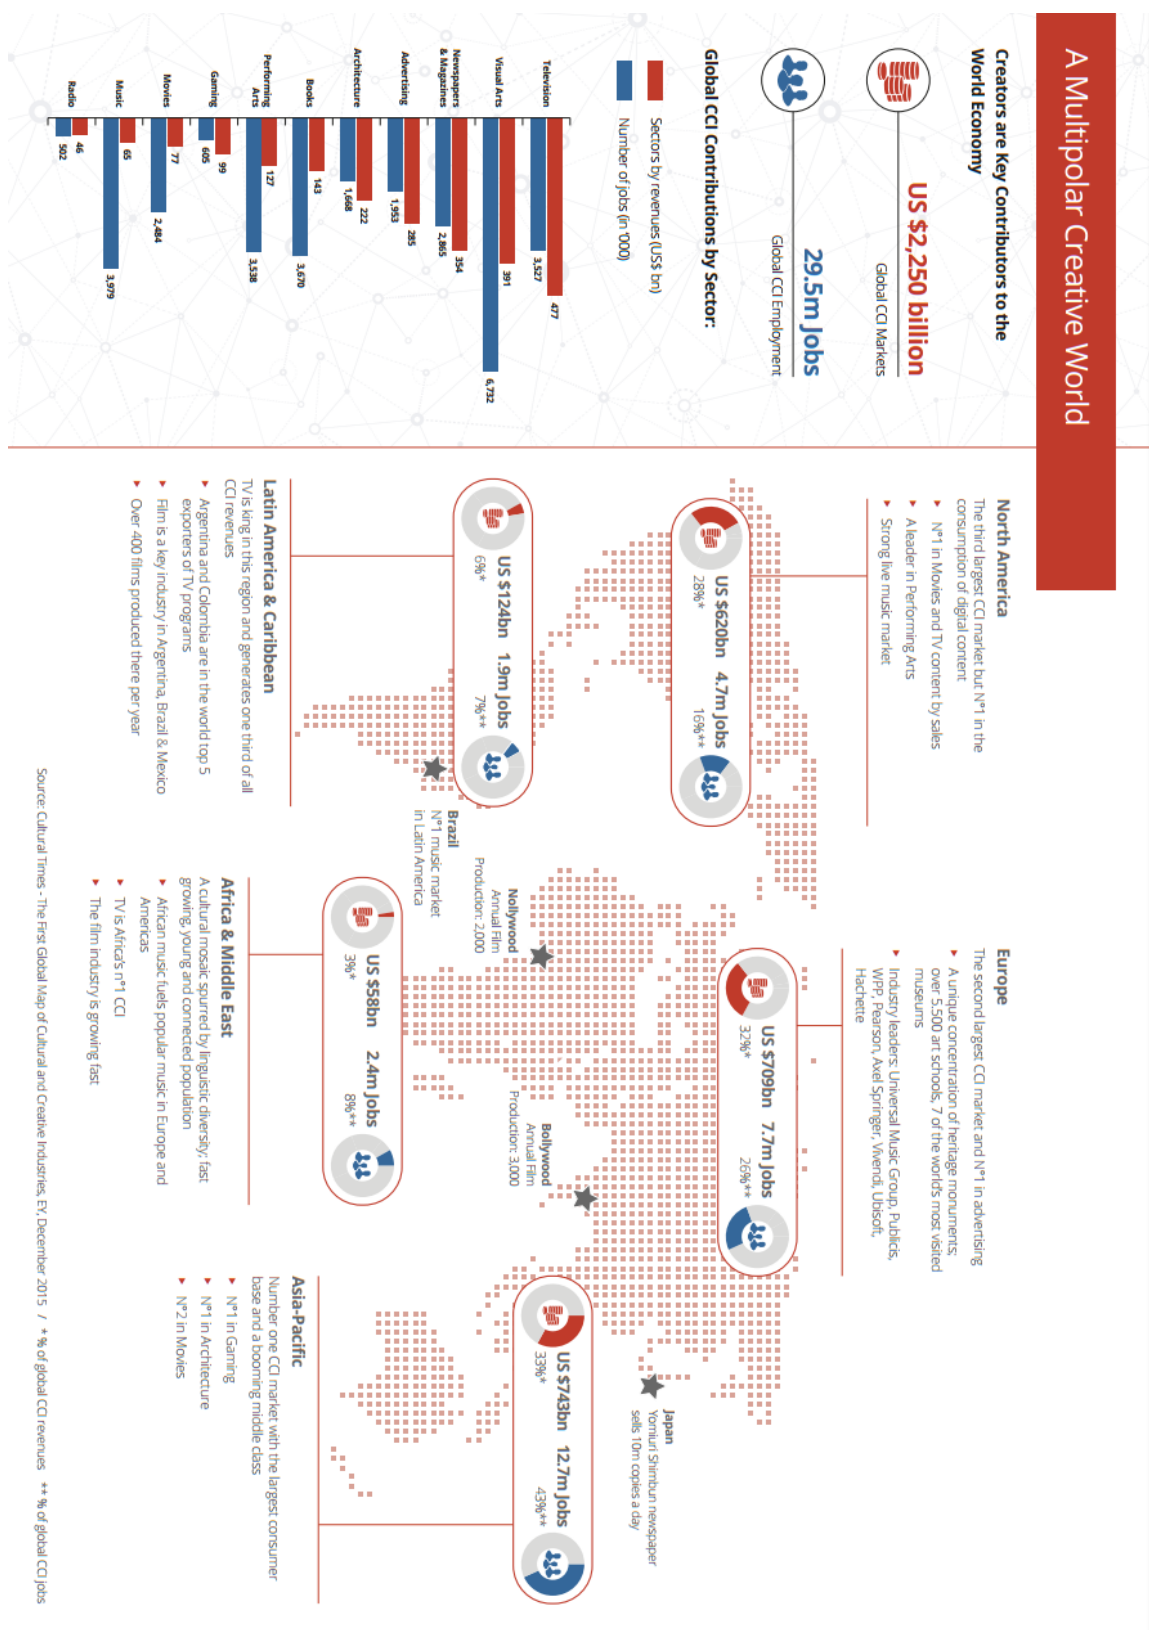 A Multipolar Creative World
Creators are Key Contributors to the
World Economy
US $2,250 billion
Global CCI Markets
29.5m Jobs
Global CCI Employment
Global CCI Contributions by Sector:
Sectors by revenues (US$ bn)
Number of jobs (in '000)
Television
477
3,527
Visual Arts
391
6,732
Newspapers
& Magazines
354
2,865
Advertising
285
1,953
Architecture
222
1,668
Books
143
3,670
Performing
Arts
127
3,538
Gaming
99
605
Movies
77
2,484
Music
65
3,979
Radio
46
502
North America
The third largest CCI market but N°1 in the
consumption of digital content
N°1 in Movies and TV content by sales
A leader in Performing Arts
Strong live music market
US $620bn 4.7m Jobs
28%* 16%**
Europe
The second largest CCI market and N°1 in advertising
A unique concentration of heritage monuments;
over 5,500 art schools, 7 of the world's most visited
museums
Industry leaders: Universal Music Group, Publicis,
WPP, Pearson, Axel Springer, Vivendi, Ubisoft,
Hachette
US $709bn 7.7m Jobs
32%* 26%**
Japan
Yomiuri Shimbun newspaper
sells 10m copies a day
US $743bn 12.7m Jobs
33%* 43%**
Bollywood
Annual Film
Production: 3,000
Nollywood
Annual Film
Production: 2,000
US $124bn 1.9m Jobs
6%* 7%**
Brazil
N°1 music market
in Latin America
US $58bn 2.4m Jobs
3%* 8%**
Latin America & Caribbean
TV is king in this region and generates one third of all
CCI revenues
Argentina and Colombia are in the world top 5
exporters of TV programs
Film is a key industry in Argentina, Brazil & Mexico
Over 400 films produced there per year
Africa & Middle East
A cultural mosaic spurred by linguistic diversity; fast
growing, young and connected population
African music fuels popular music in Europe and
Americas
TV is Africa's n°1 CCI
The film industry is growing fast
Asia-Pacific
Number one CCI market with the largest consumer
base and a booming middle class
N°1 in Gaming
N°1 in Architecture
N°2 in Movies
Source: Cultural Times - The First Global Map of Cultural and Creative Industries, EY, December 2015 / * % of global CCI revenues ** % of global CCI jobs